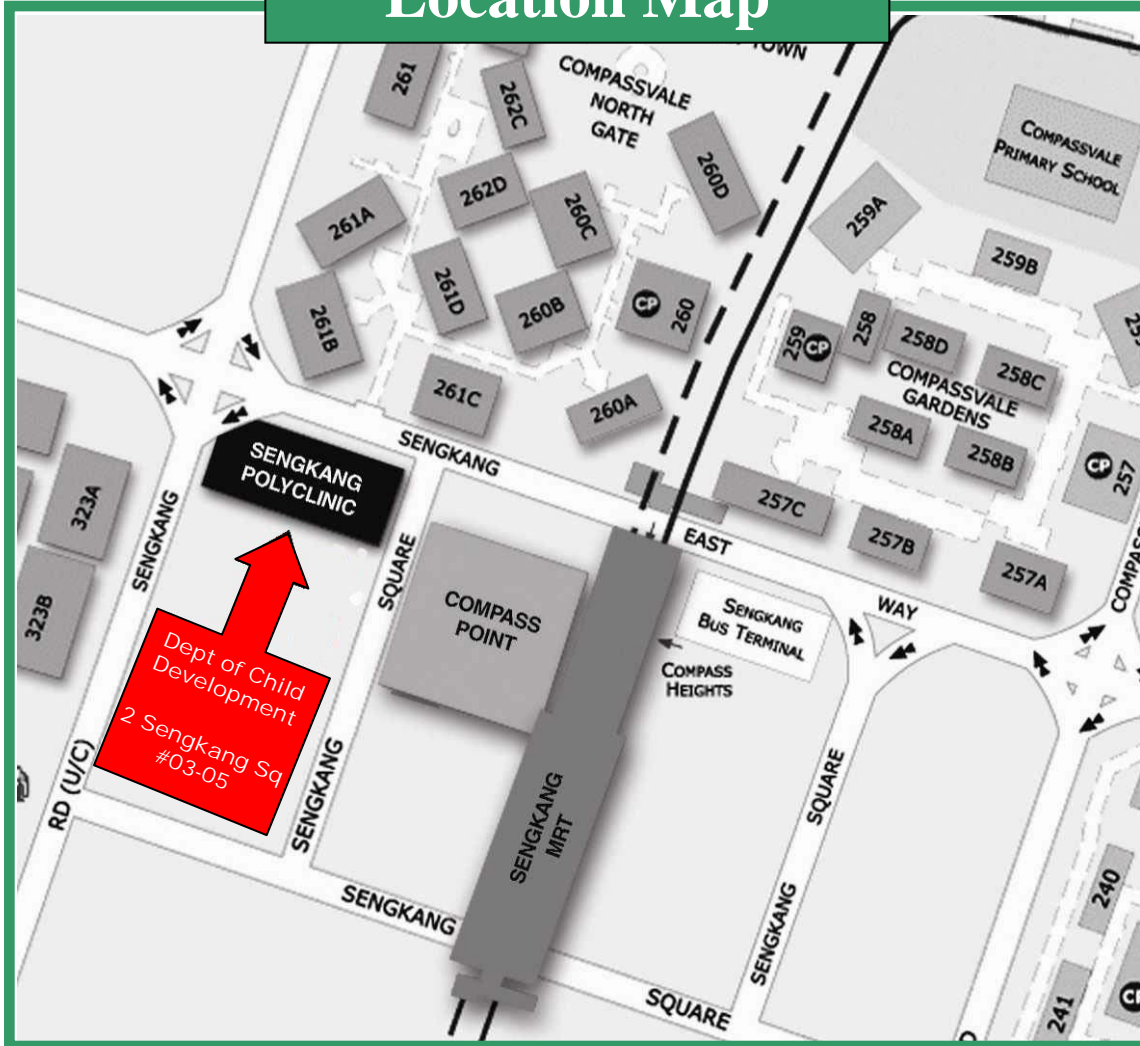 Location Map
TOWN
COMPASSVALE
NORTH
GATE
COMPASSVALE
PRIMARY SCHOOL
261
262C
260D
262D
260C
261A
259A
259B
261D
260B
CP
260
261B
259
CP
258
258D
258C
COMPASSVALE
GARDENS
261C
260A
258A
258B
CP
257
SENGKANG
SENGKANG
POLYCLINIC
257C
257B
257A
EAST
WAY
323A
SENGKANG
SQUARE
COMPASS
POINT
SENGKANG
BUS TERMINAL
COMPASS
HEIGHTS
323B
Dept of Child
Development
2 Sengkang Sq
#03-05
RD (U/C)
SENGKANG
SENGKANG
MRT
SQUARE
SENGKANG
SENGKANG
SQUARE
240
241